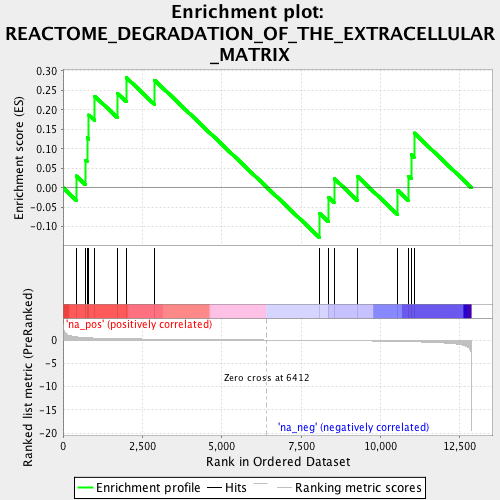 Enrichment plot:
REACTOME_DEGRADATION_OF_THE_EXTRACELLULAR
_MATRIX
Enrichment score (ES)
0.30
0.25
0.20
0.15
0.10
0.05
0.00
-0.05
-0.10
'na_pos' (positively correlated)
Ranked list metric (PreRanked)
0
-5
-10
-15
-20
Zero cross at 6412
'na_neg' (negatively correlated)
0 2,500 5,000 7,500 10,000 12,500
Rank in Ordered Dataset
Enrichment profile Hits Ranking metric scores